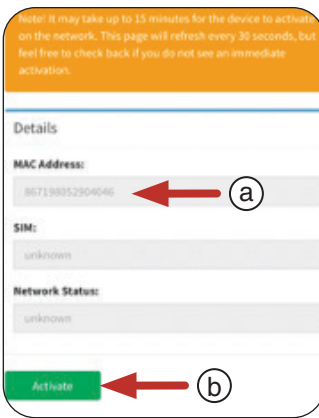 Note! It may take up to 15 minutes for the device to activate
on the network. This page will refresh every 30 seconds, but
feel free to check back if you do not see an immediate
activation.
Details
MAC Address:
867198052904046
a
SIM:
unknown
Network Status:
unknown
Activate
b